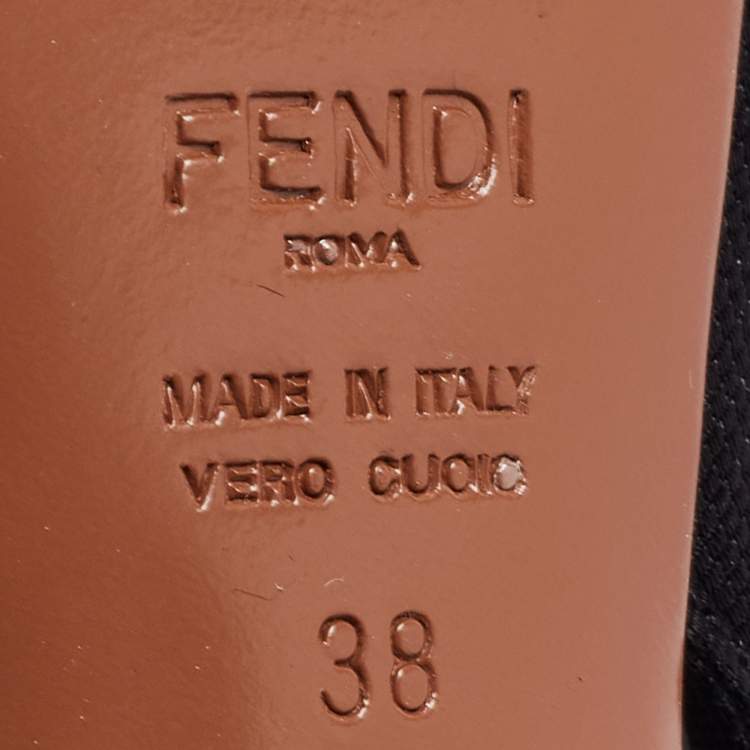 FENDI
ROMA
MADE IN ITALY
VERO CUOIO
38